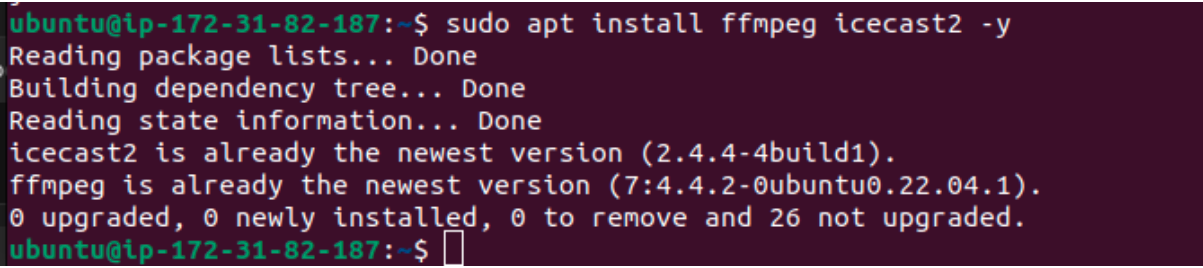 ubuntu@ip-172-31-82-187:~$ sudo apt install ffmpeg icecast2 -y
Reading package lists... Done
Building dependency tree... Done
Reading state information... Done
icecast2 is already the newest version (2.4.4-4build1).
ffmpeg is already the newest version (7:4.4.2-0ubuntu0.22.04.1).
0 upgraded, 0 newly installed, 0 to remove and 26 not upgraded.
ubuntu@ip-172-31-82-187:~$